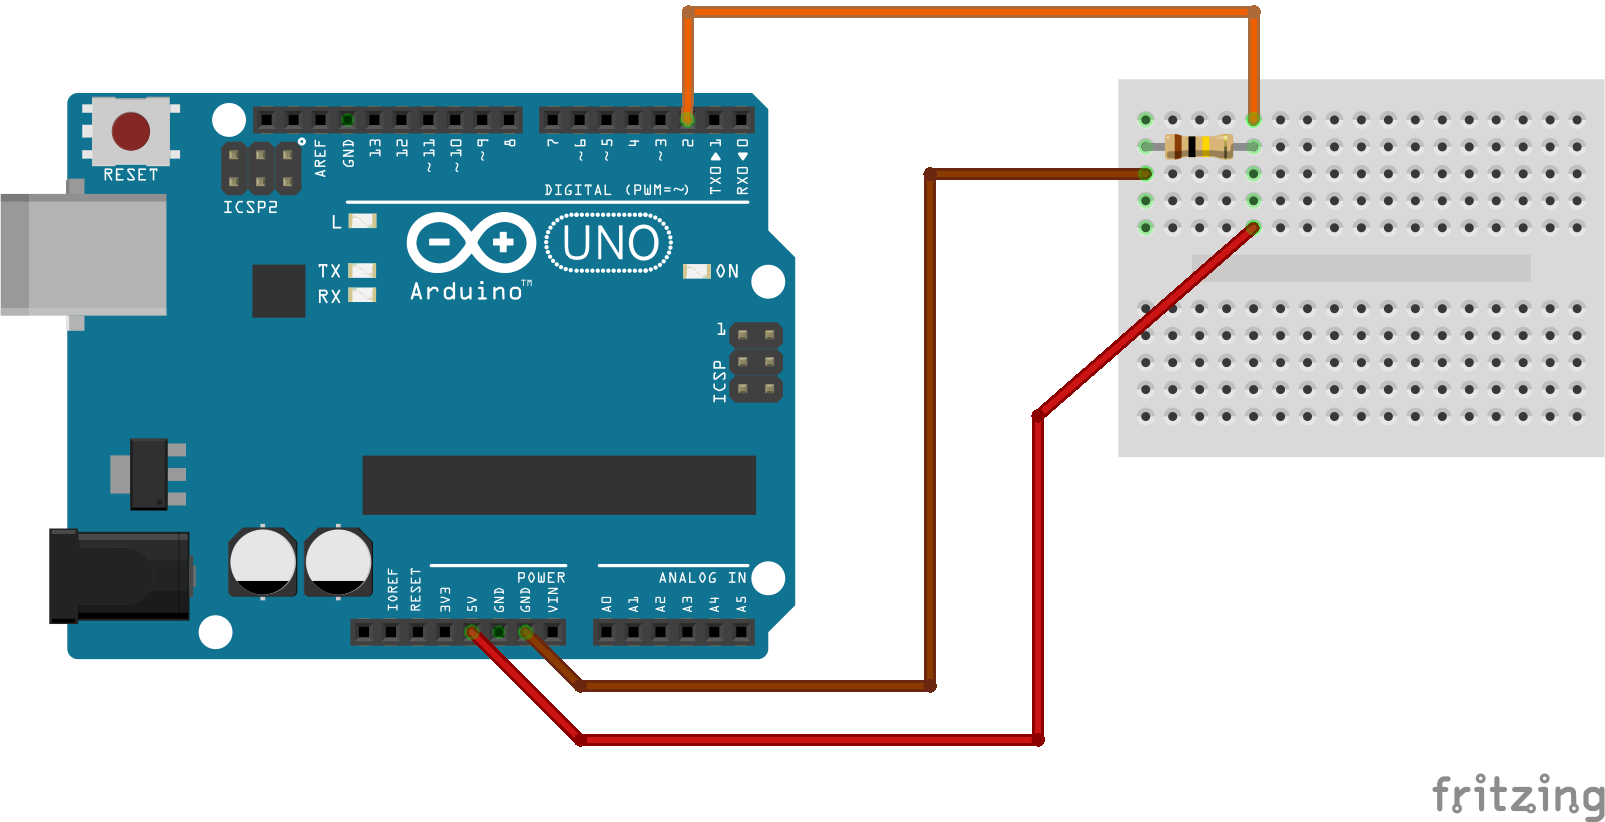 RESET
ICSP2
AREF
GND
13
12
~11
~10
~9
8
7
~6
~5
4
~3
2
TX0▶1
RX0◀0
DIGITAL (PWM=~)
L
TX
RX
Arduino™
UNO
ON
1
ICSP
IOREF
RESET
3V3
5V
GND
GND
VIN
POWER
ANALOG IN
A0
A1
A2
A3
A4
A5
fritzing